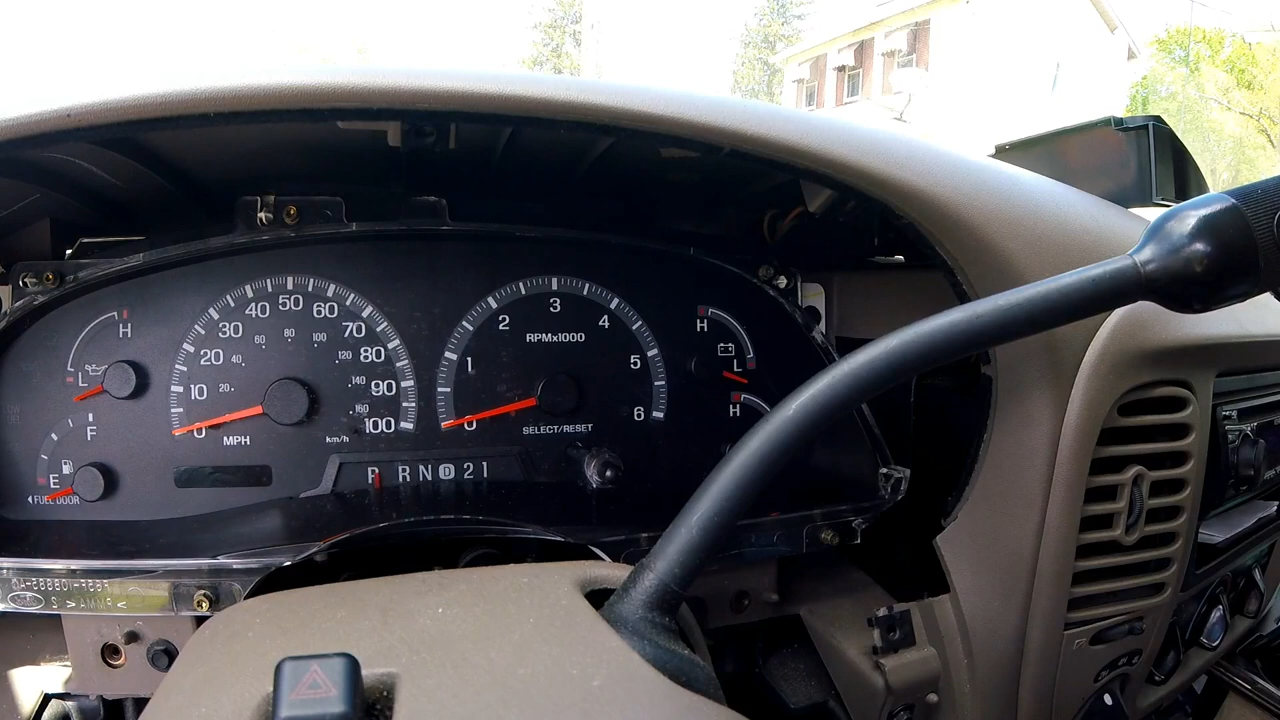 H
L
F
E
FUEL DOOR
10 20 30 40 50 60 70 80 90 100
0
20 40 60 80 100 120 140 160
MPH km/h
0 1 2 3 4 5 6
RPMx1000
SELECT/RESET
P R N D 2 1
H
L
H
>PMMA<